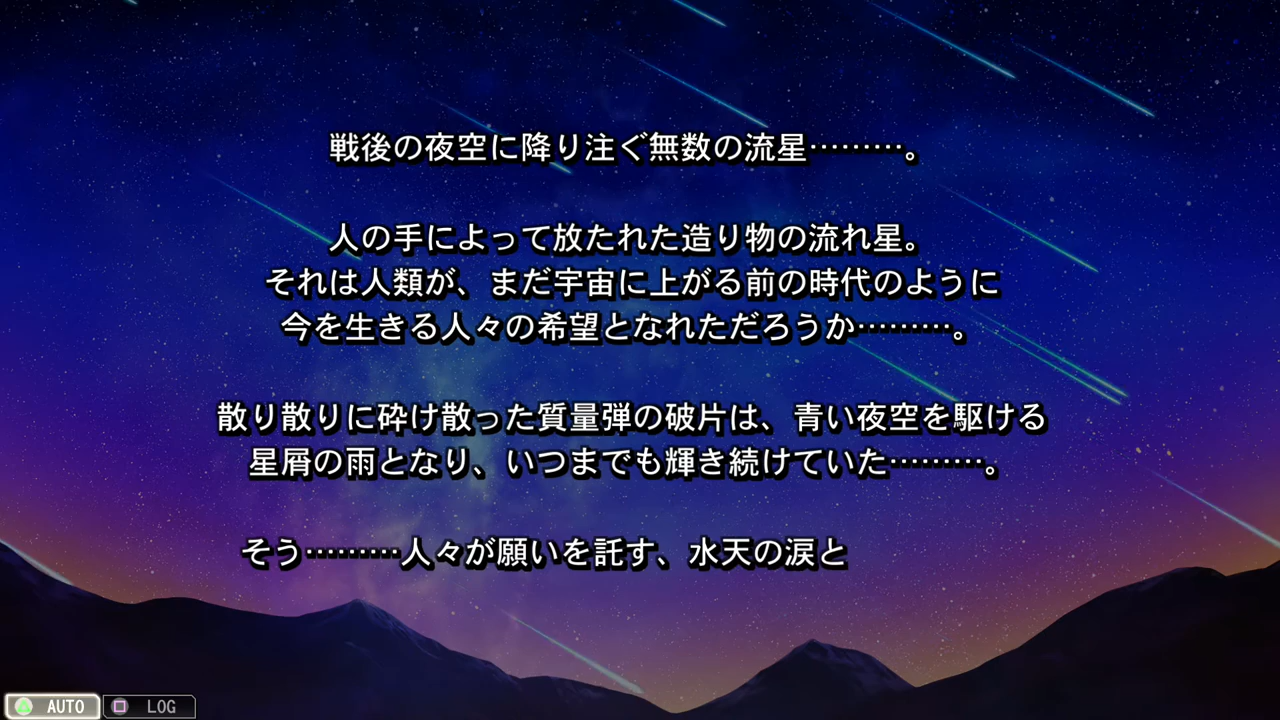 戦後の夜空に降り注ぐ無数の流星………。
人の手によって放たれた造り物の流れ星。
それは人類が、まだ宇宙に上がる前の時代のように
今を生きる人々の希望となれただろうか………。
散り散りに砕け散った質量弾の破片は、青い夜空を駆ける
星屑の雨となり、いつまでも輝き続けていた………。
そう………人々が願いを託す、水天の涙と
AUTO
LOG